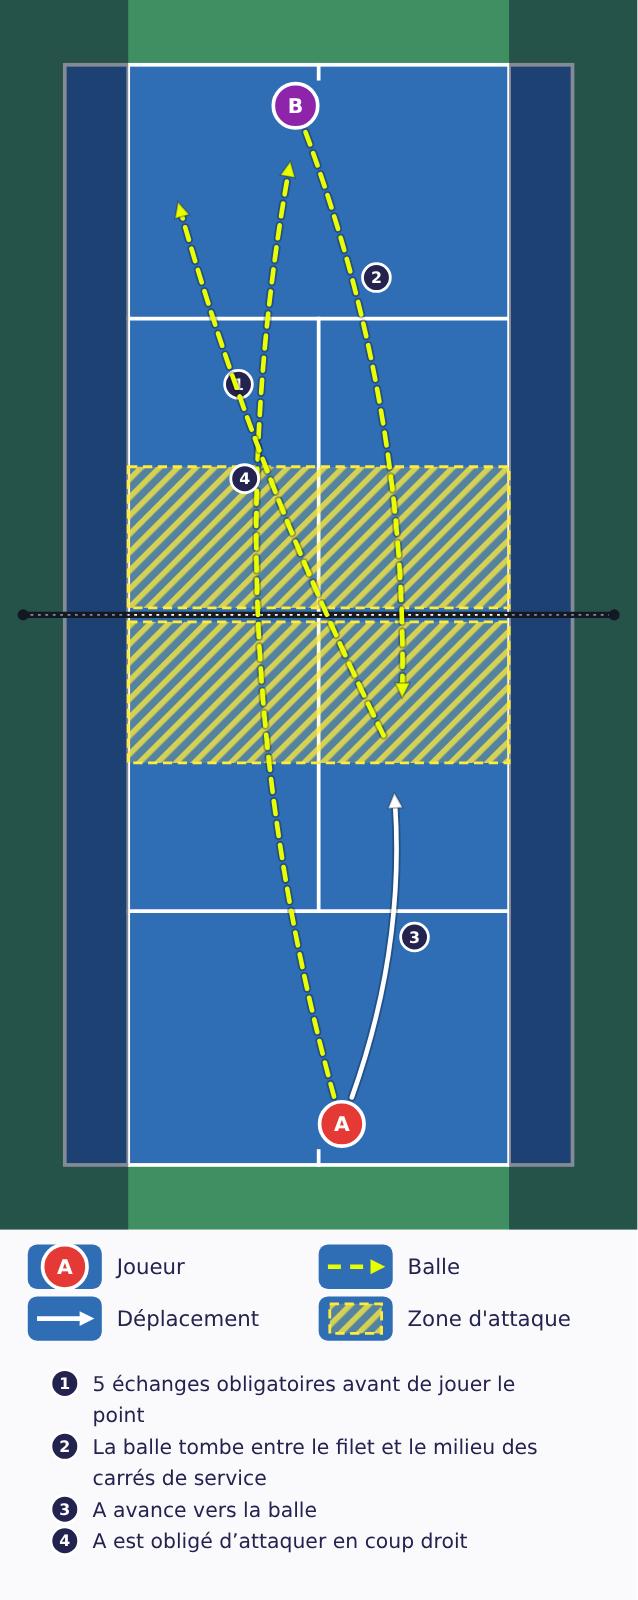 B
2
1
4
3
A
A Joueur
Balle
Déplacement
Zone d'attaque
1 5 échanges obligatoires avant de jouer le
point
2 La balle tombe entre le filet et le milieu des
carrés de service
3 A avance vers la balle
4 A est obligé d’attaquer en coup droit